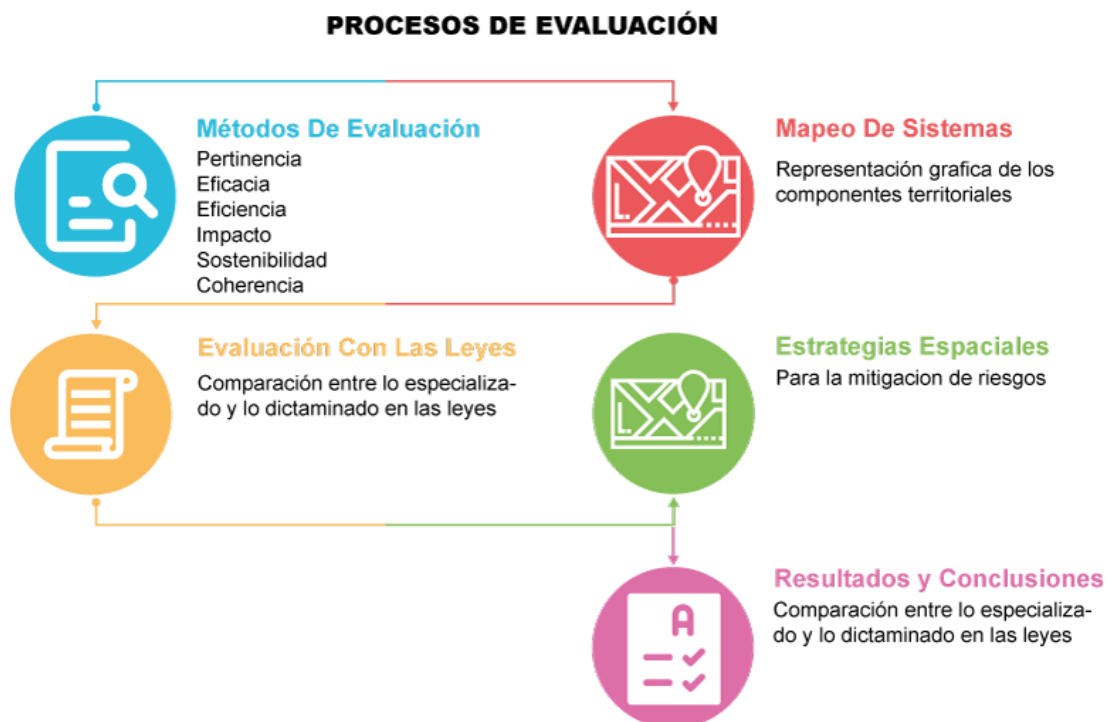 PROCESOS DE EVALUACIÓN
Métodos De Evaluación
Pertinencia
Eficacia
Eficiencia
Impacto
Sostenibilidad
Coherencia
Mapeo De Sistemas
Representación grafica de los
componentes territoriales
Evaluación Con Las Leyes
Comparación entre lo especializa-
do y lo dictaminado en las leyes
Estrategias Espaciales
Para la mitigacion de riesgos
Resultados y Conclusiones
Comparación entre lo especializa-
do y lo dictaminado en las leyes
A